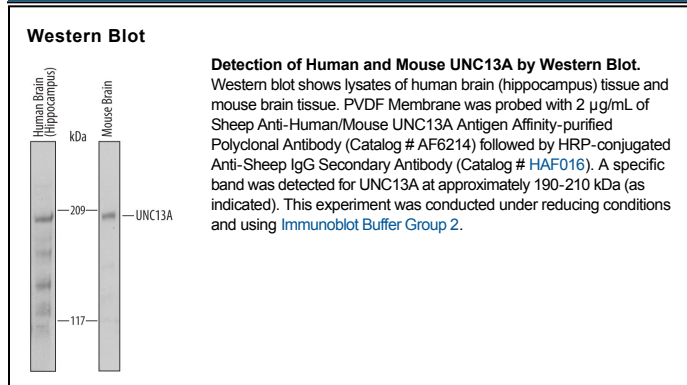 Western Blot
Human Brain
(Hippocampus)
kDa
Mouse Brain
209
UNC13A
117
Detection of Human and Mouse UNC13A by Western Blot.
Western blot shows lysates of human brain (hippocampus) tissue and
mouse brain tissue. PVDF Membrane was probed with 2 µg/mL of
Sheep Anti-Human/Mouse UNC13A Antigen Affinity-purified
Polyclonal Antibody (Catalog # AF6214) followed by HRP-conjugated
Anti-Sheep IgG Secondary Antibody (Catalog # HAF016). A specific
band was detected for UNC13A at approximately 190-210 kDa (as
indicated). This experiment was conducted under reducing conditions
and using Immunoblot Buffer Group 2.